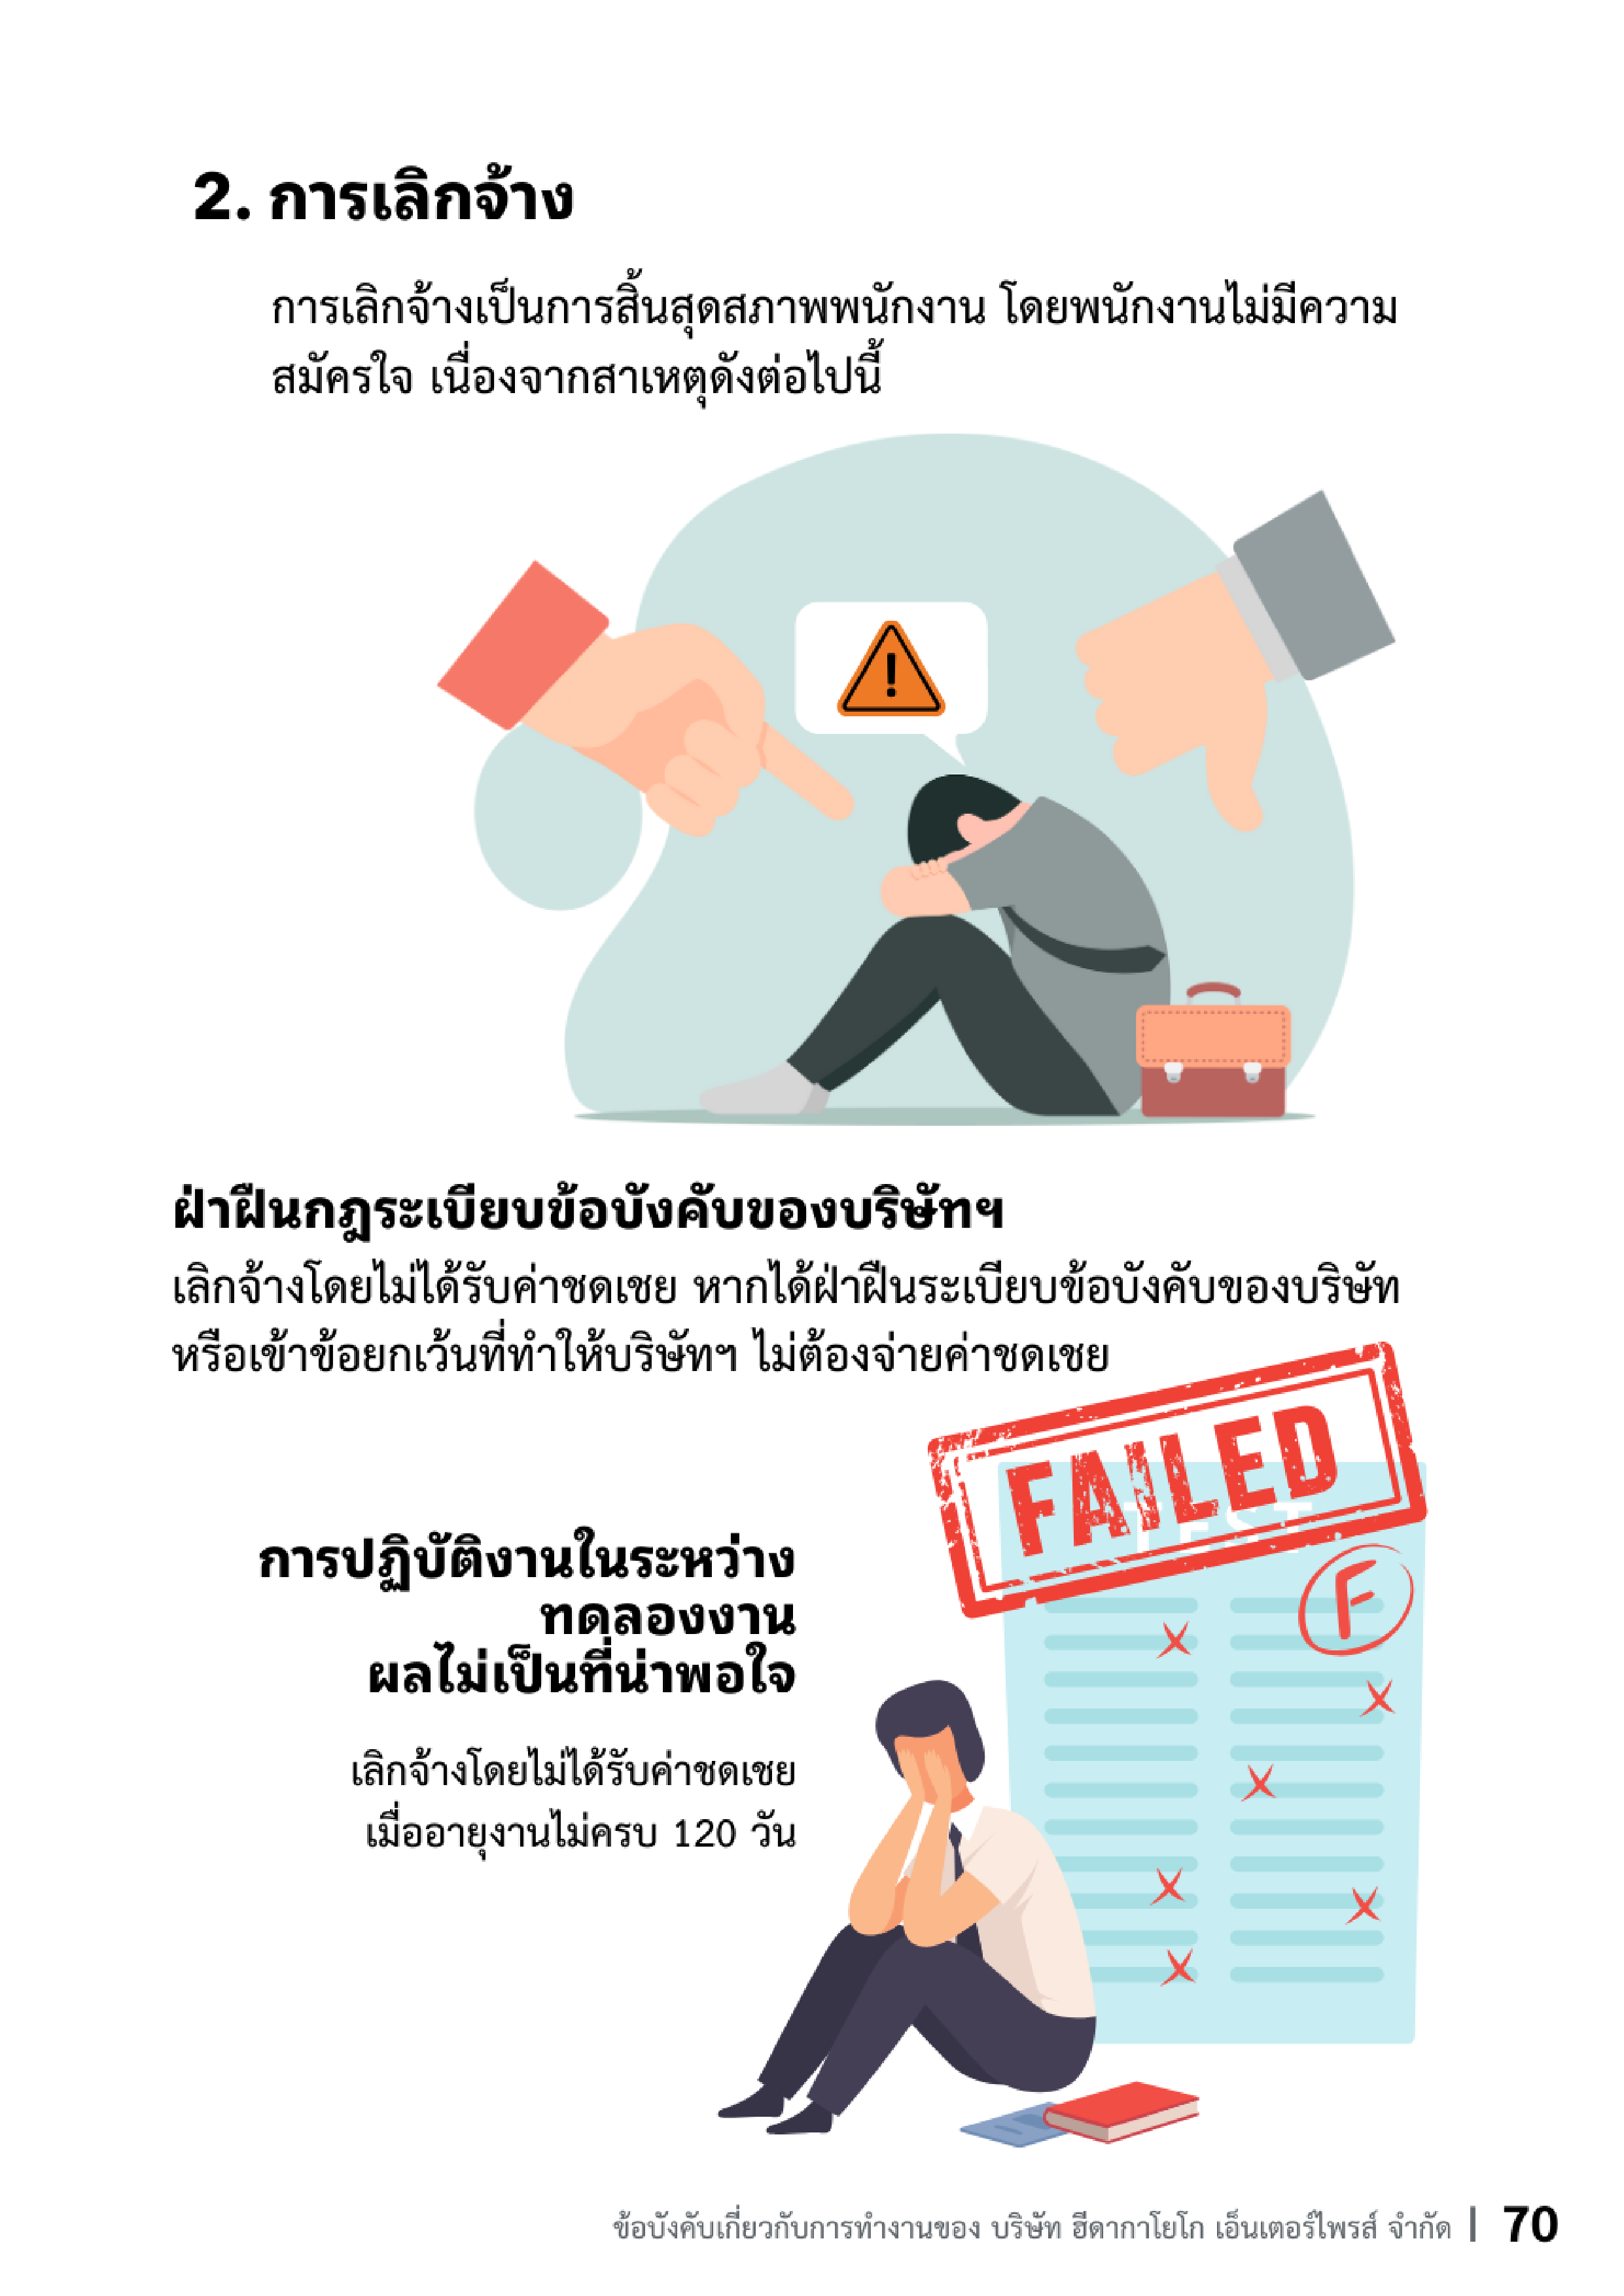 2. การเลิกจ้าง
การเลิกจ้างเป็นการสิ้นสุดสภาพพนักงาน โดยพนักงานไม่มีความ
สมัครใจ เนื่องจากสาเหตุดังต่อไปนี้
!
ฝ่าฝืนกฎระเบียบข้อบังคับของบริษัทฯ
เลิกจ้างโดยไม่ได้รับค่าชดเชย หากได้ฝ่าฝืนระเบียบข้อบังคับของบริษัท
หรือเข้าข้อยกเว้นที่ทำให้บริษัทฯ ไม่ต้องจ่ายค่าชดเชย
FAILED
TEST
F
การปฏิบัติงานในระหว่าง
ทดลองงาน
ผลไม่เป็นที่น่าพอใจ
เลิกจ้างโดยไม่ได้รับค่าชดเชย
เมื่ออายุงานไม่ครบ 120 วัน
ข้อบังคับเกี่ยวกับการทำงานของ บริษัท ฮีดากาโยโก เอ็นเตอร์ไพรส์ จำกัด | 70